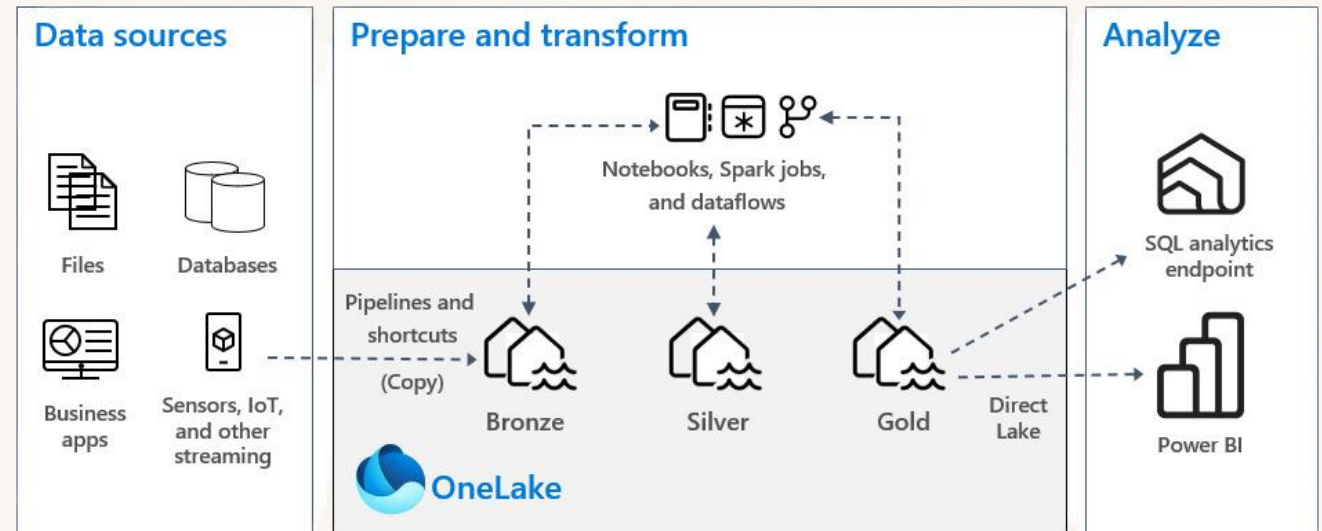 Data sources
Files
Databases
Business
apps
Sensors, IoT,
and other
streaming
Prepare and transform
Notebooks, Spark jobs,
and dataflows
Pipelines and
shortcuts
(Copy)
Bronze
Silver
Gold
Direct
Lake
OneLake
Analyze
SQL analytics
endpoint
Power BI